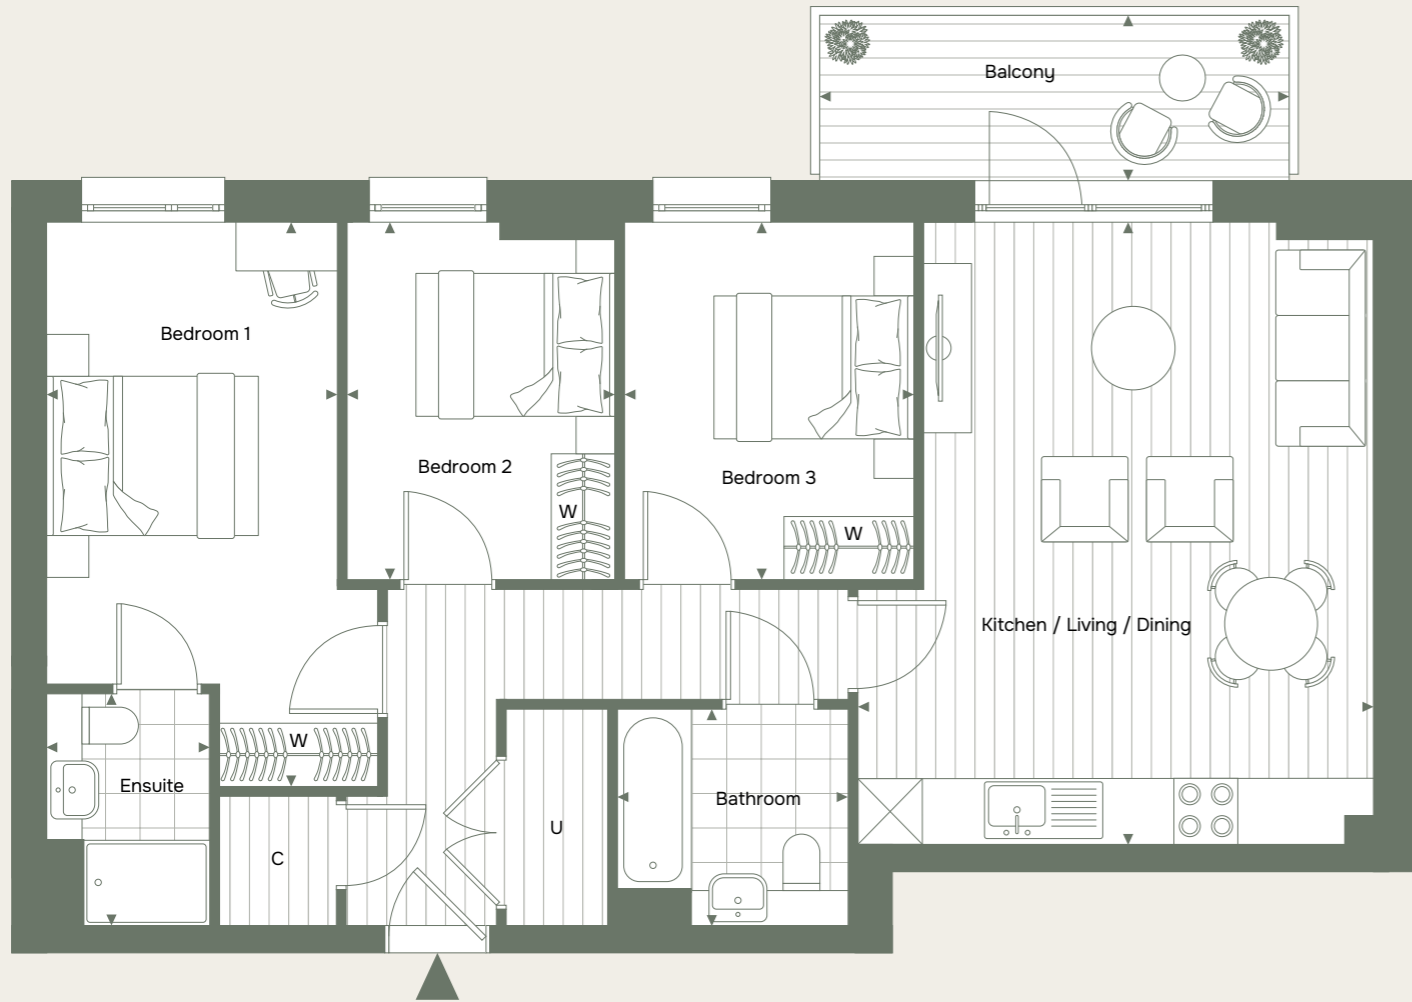 Balcony
Bedroom 1
Bedroom 2
Bedroom 3
W
W
Kitchen / Living / Dining
W
Ensuite
Bathroom
U
C